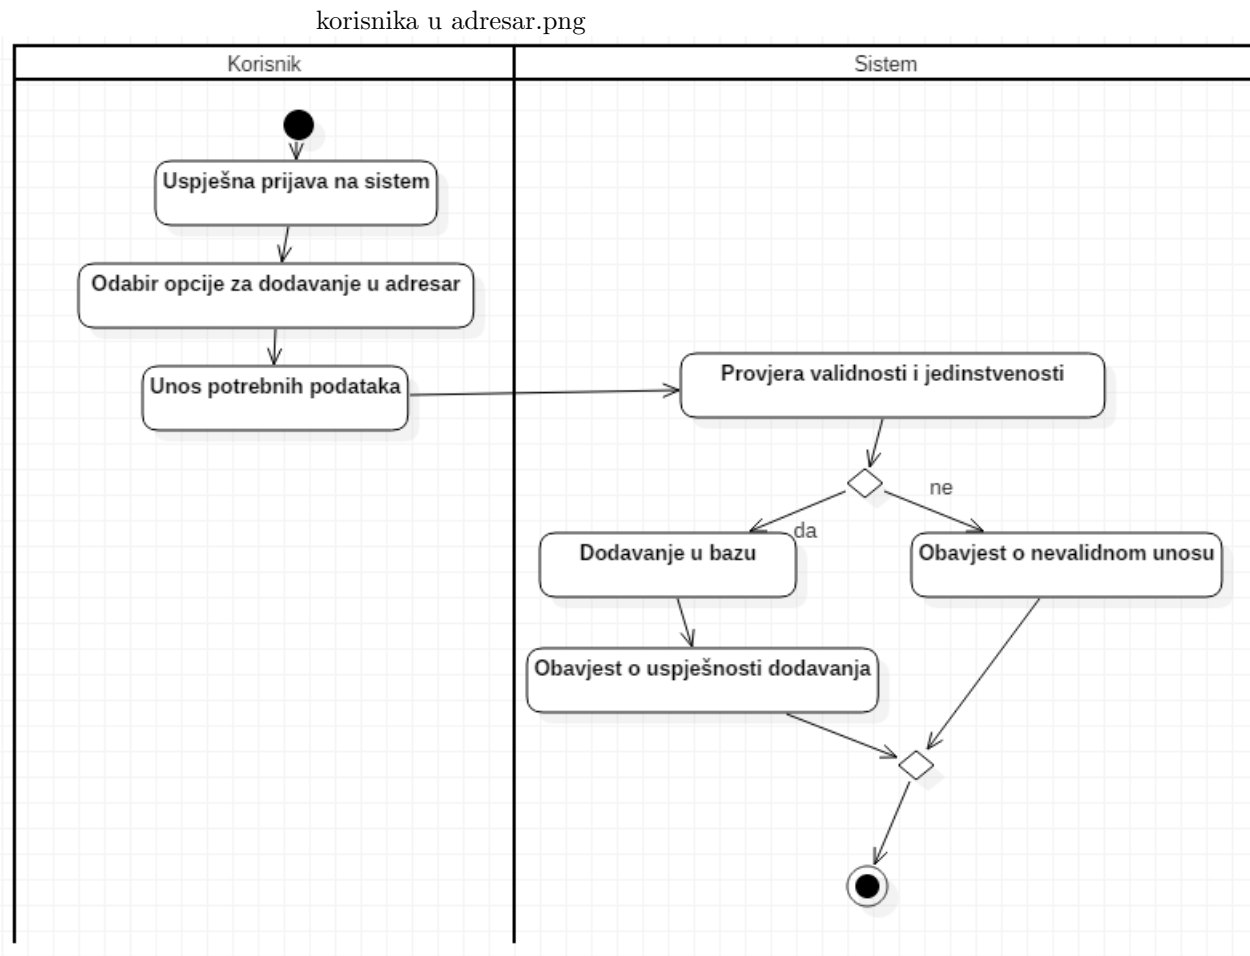 korisnika u adresar.png
Korisnik
Sistem
Uspješna prijava na sistem
Odabir opcije za dodavanje u adresar
Unos potrebnih podataka
Provjera validnosti i jedinstvenosti
ne
da
Dodavanje u bazu
Obavjest o nevalidnom unosu
Obavjest o uspješnosti dodavanja